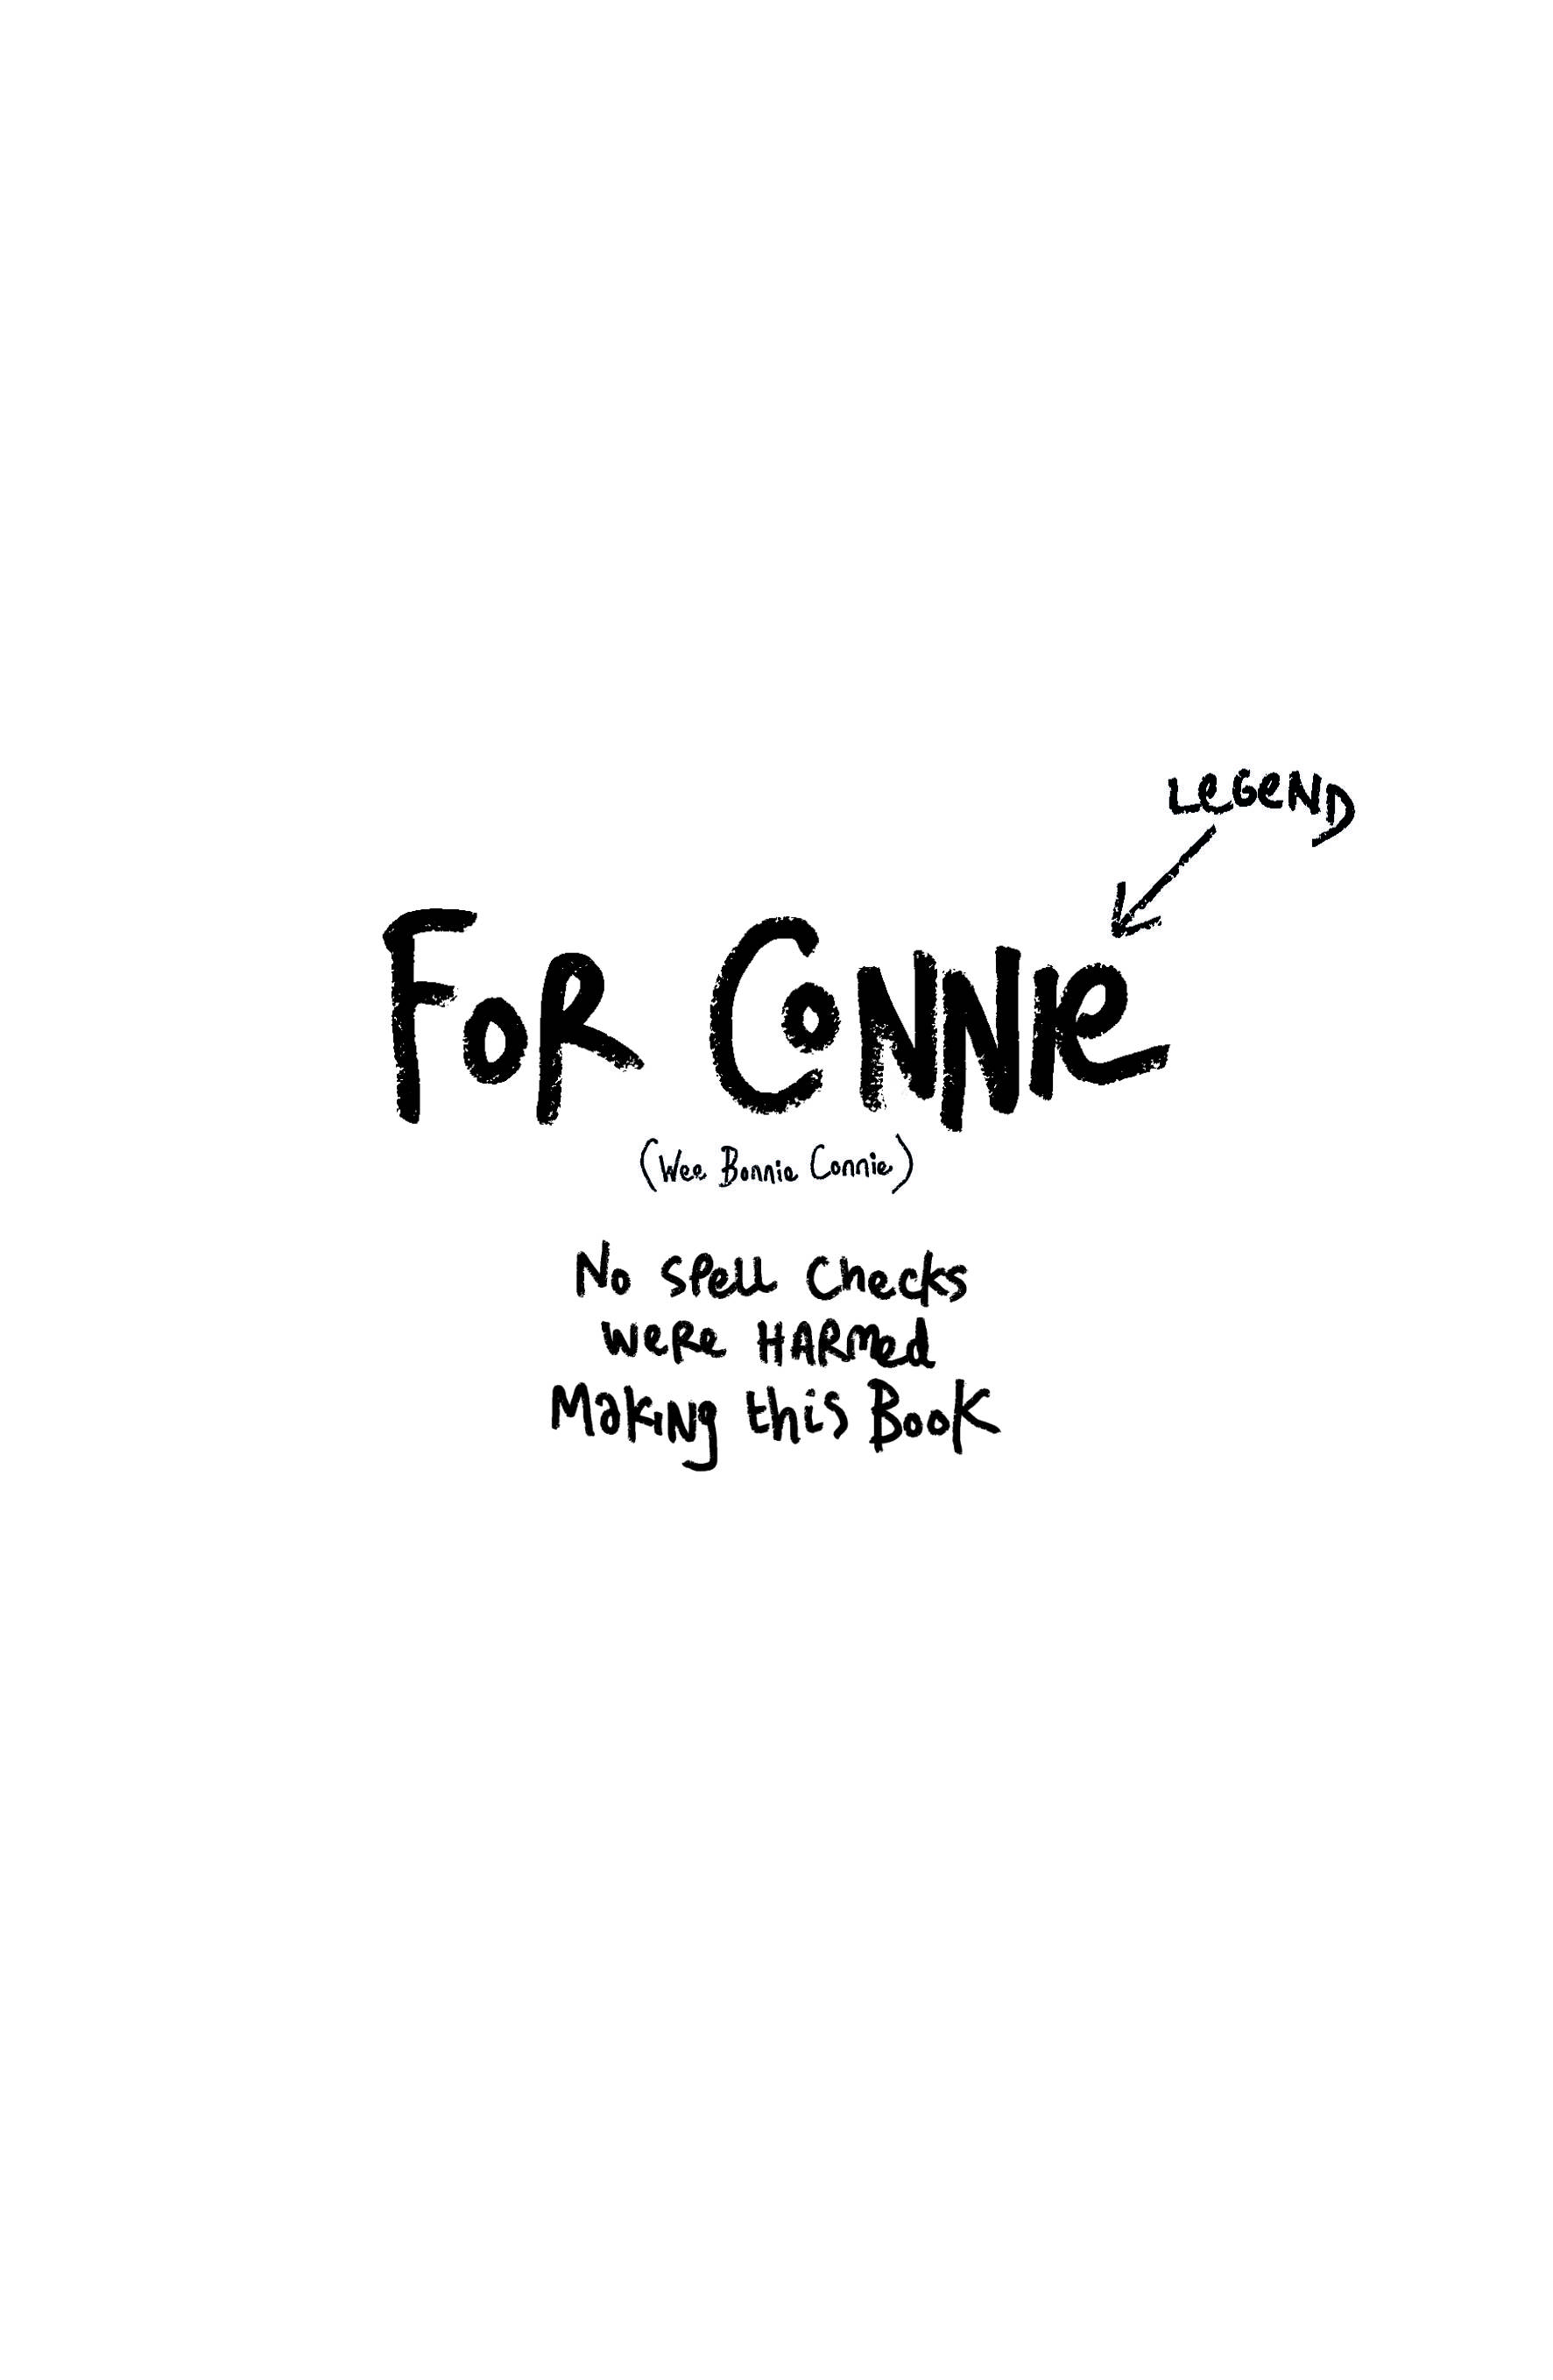 LeGeND
FoR CoNNIe
(Wee Bonnie Connie)
No SPell Checks
weRe HARmed
MakINg this BooK